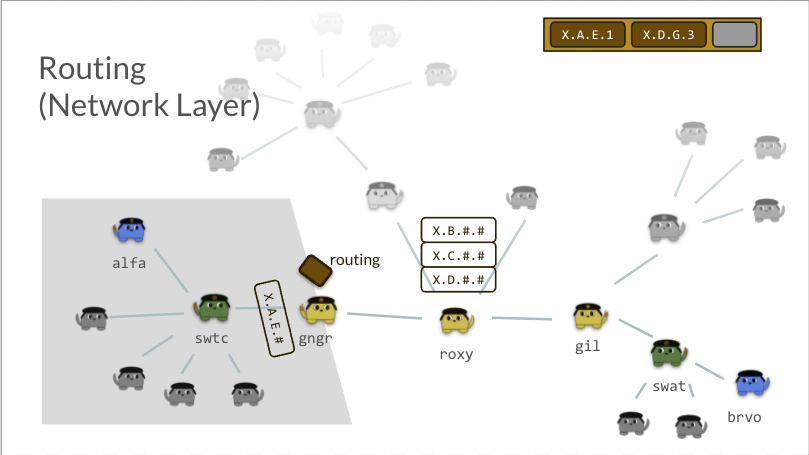 X.A.E.1 X.D.G.3
Routing
(Network Layer)
X.B.#.#
X.C.#.#
X.D.#.#
alfa
routing
X.A.E.#
swtc
gngr
roxy
gil
swat
brvo